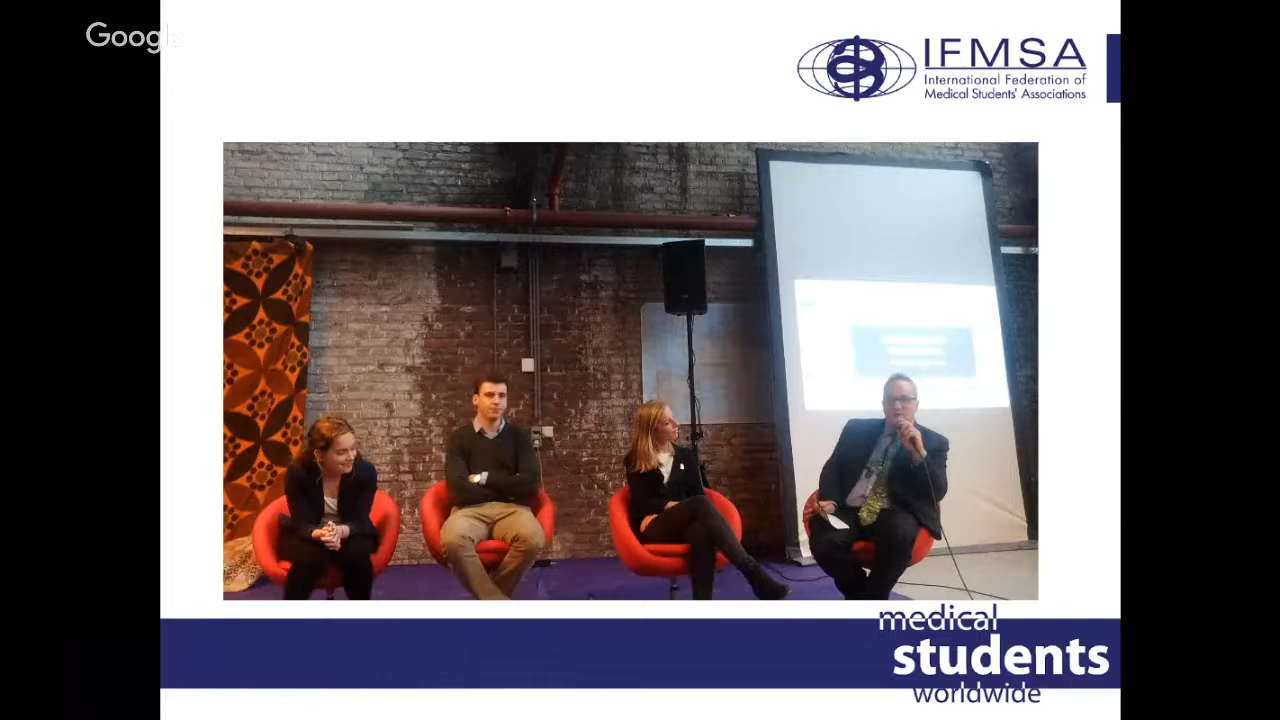 Google
IFMSA
International Federation of
Medical Students' Associations
medical
students
worldwide